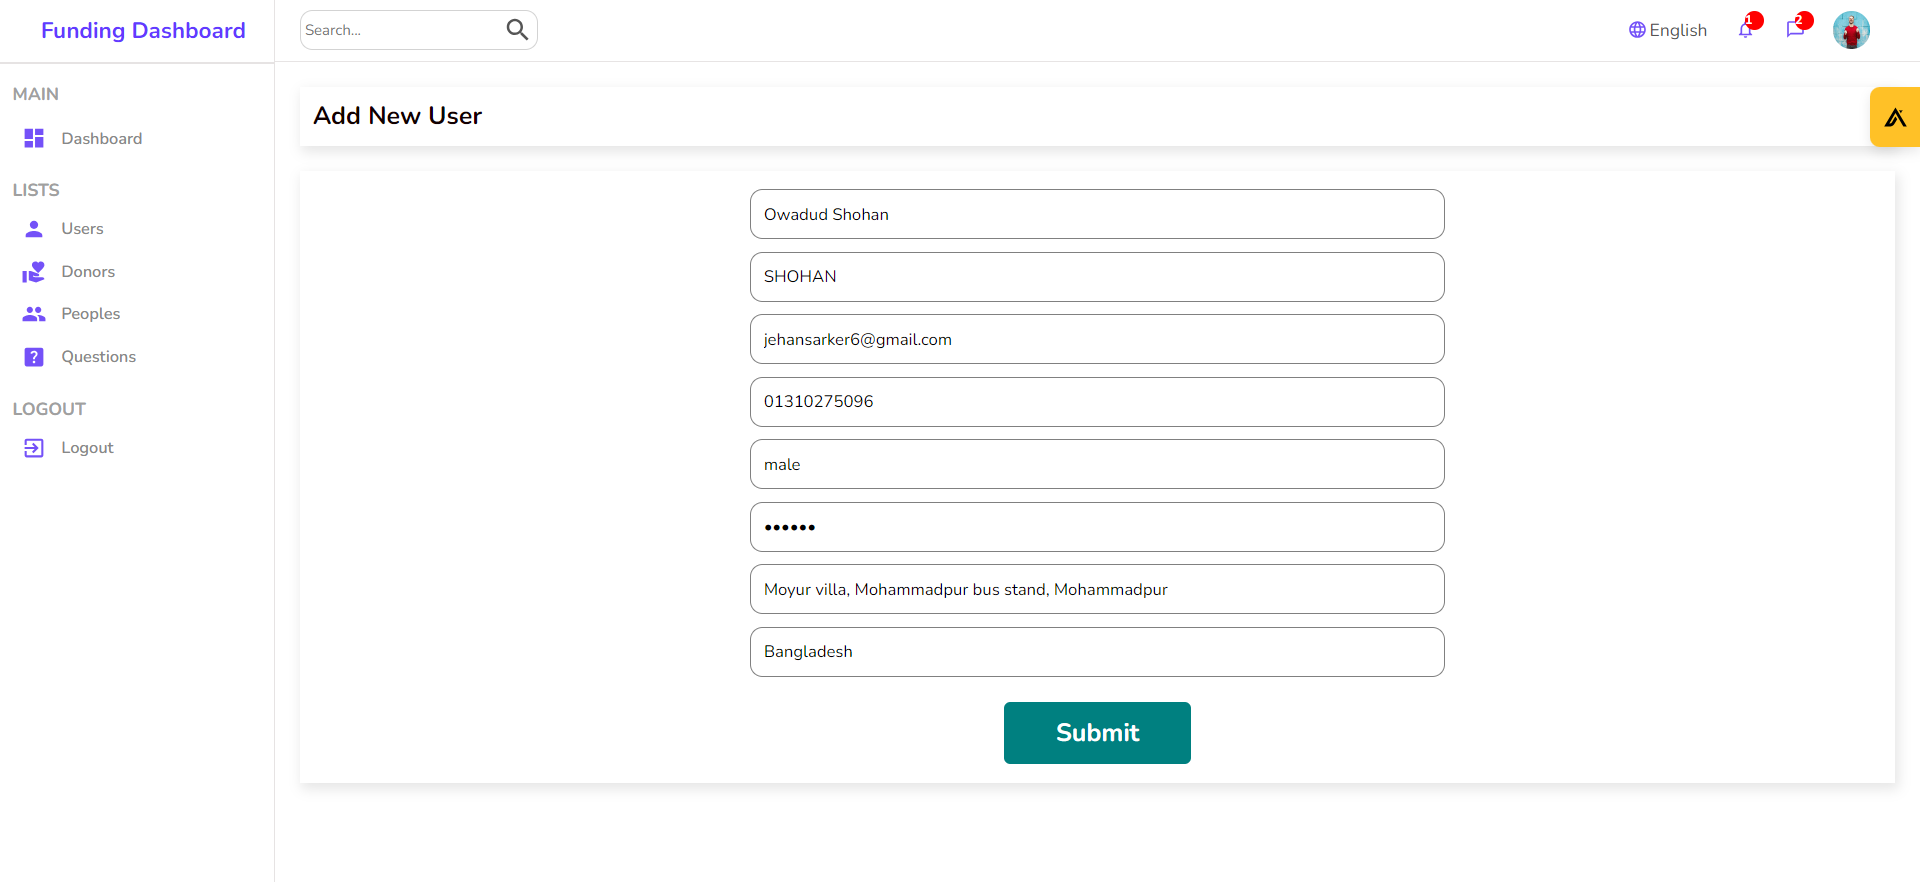 Funding Dashboard
Search...
English
1
2
MAIN
Dashboard
LISTS
Users
Donors
Peoples
Questions
LOGOUT
Logout
Add New User
Owadud Shohan
SHOHAN
jehansarker6@gmail.com
01310275096
male
••••••
Moyur villa, Mohammadpur bus stand, Mohammadpur
Bangladesh
Submit